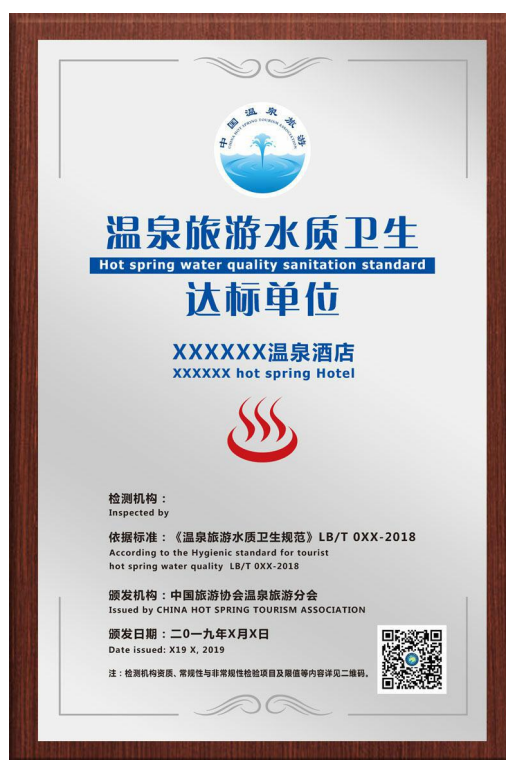 中国温泉旅游
CHINA HOT SPRING TOURISM ASSOCIATION
温泉旅游水质卫生
Hot spring water quality sanitation standard
达标单位
XXXXXX温泉酒店
XXXXXX hot spring Hotel
检测机构：
Inspected by
依据标准：《温泉旅游水质卫生规范》LB/T 0XX-2018
According to the Hygienic standard for tourist
hot spring water quality LB/T 0XX-2018
颁发机构：中国旅游协会温泉旅游分会
Issued by CHINA HOT SPRING TOURISM ASSOCIATION
颁发日期：二0一九年X月X日
Date issued: X19 X, 2019
注：检测机构资质、常规性与非常规性检验项目及限值等内容详见二维码。